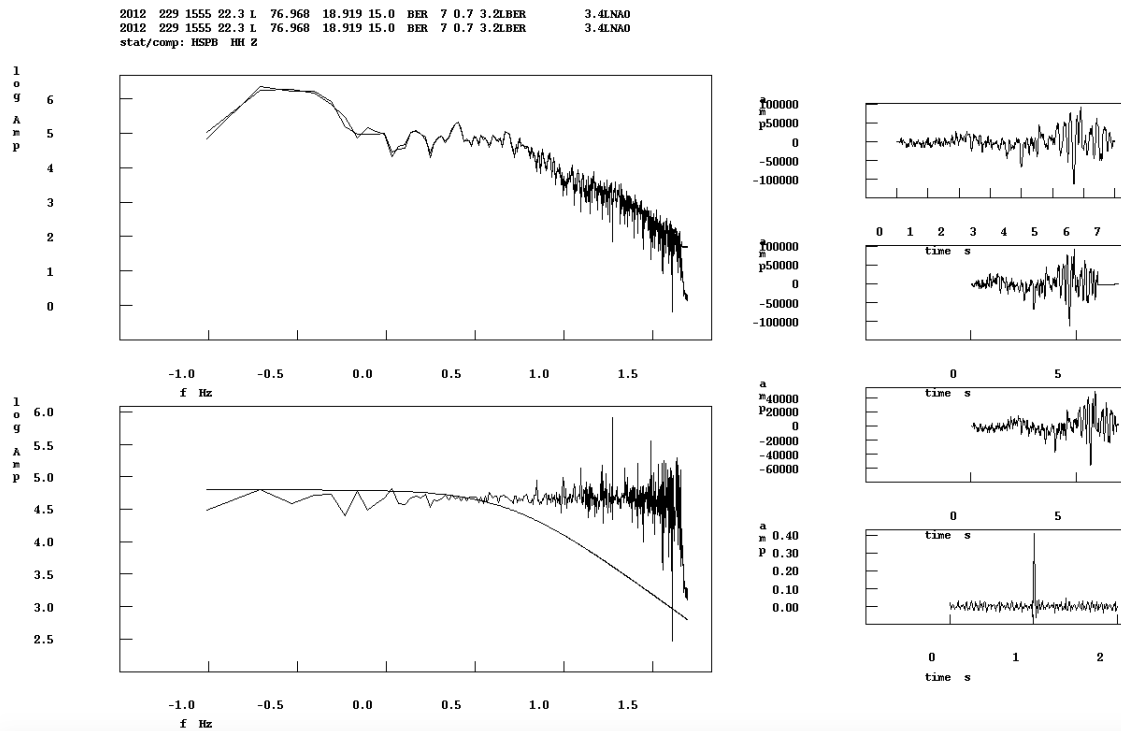 2012 229 1555 22.3 L 76.968 18.919 15.0 BER 7 0.7 3.2LBER 3.4LNAO
2012 229 1555 22.3 L 76.968 18.919 15.0 BER 7 0.7 3.2LBER 3.4LNAO
stat/comp: HSPB HH Z
log Amp
6
5
4
3
2
1
0
-1.0 -0.5 0.0 0.5 1.0 1.5
f Hz
log Amp
6.0
5.5
5.0
4.5
4.0
3.5
3.0
2.5
-1.0 -0.5 0.0 0.5 1.0 1.5
f Hz
amp
100000
50000
0
-50000
-100000
0 1 2 3 4 5 6 7
time s
amp
100000
50000
0
-50000
-100000
0 5
time s
amp
40000
20000
0
-20000
-40000
-60000
0 5
time s
amp
0.40
0.30
0.20
0.10
0.00
0 1 2
time s